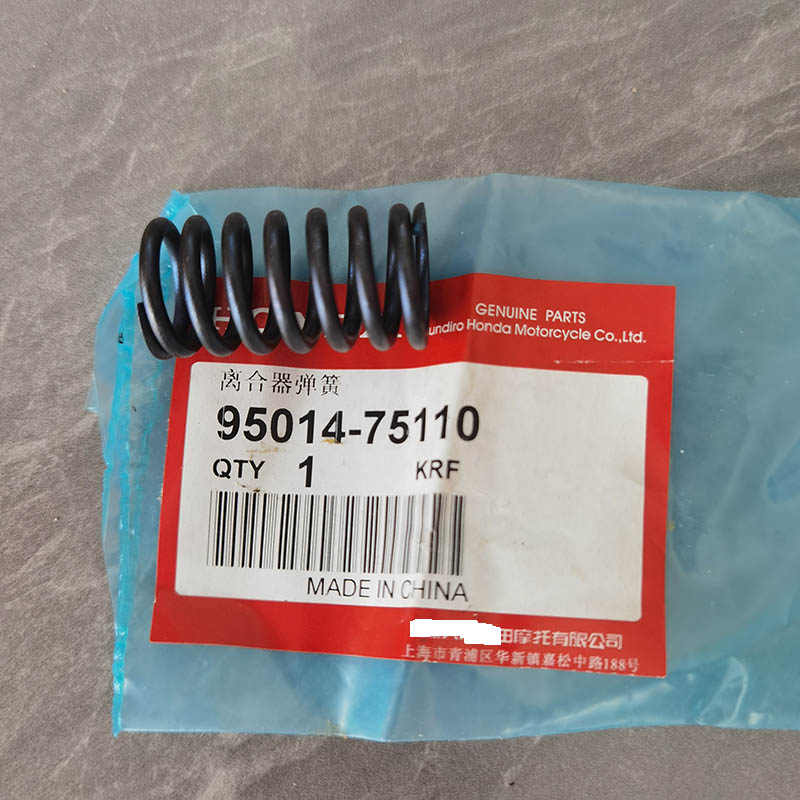 GENUINE PARTS
Honda Motorcycle Co.,Ltd.
离合器弹簧
95014-75110
QTY 1 KRF
MADE IN CHINA
田摩托有限公司
上海市青浦区华新镇嘉松中路188号